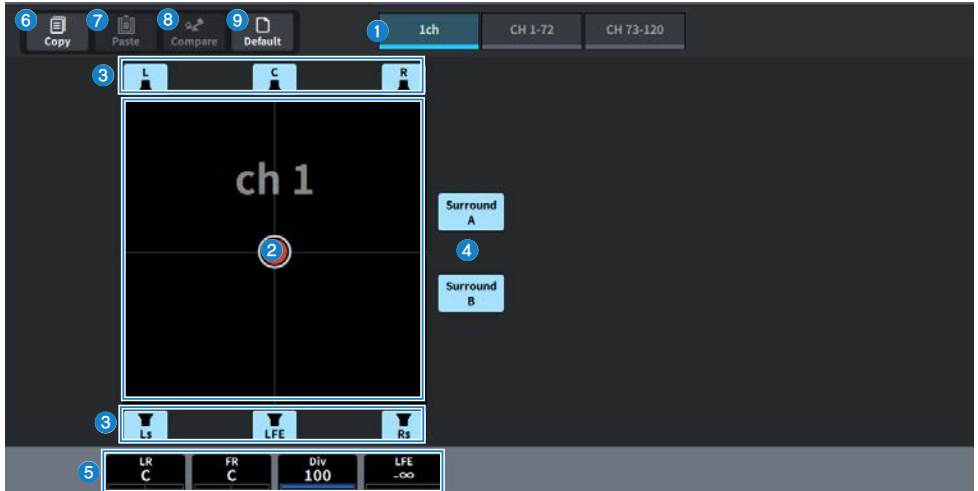 6 7 8 9
Copy Paste Compare Default
1 1ch CH 1-72 CH 73-120
3 L C R
ch 1
Surround
A
2 4
Surround
B
3
Ls LFE Rs
5
LR FR Div LFE
C C 100 -∞